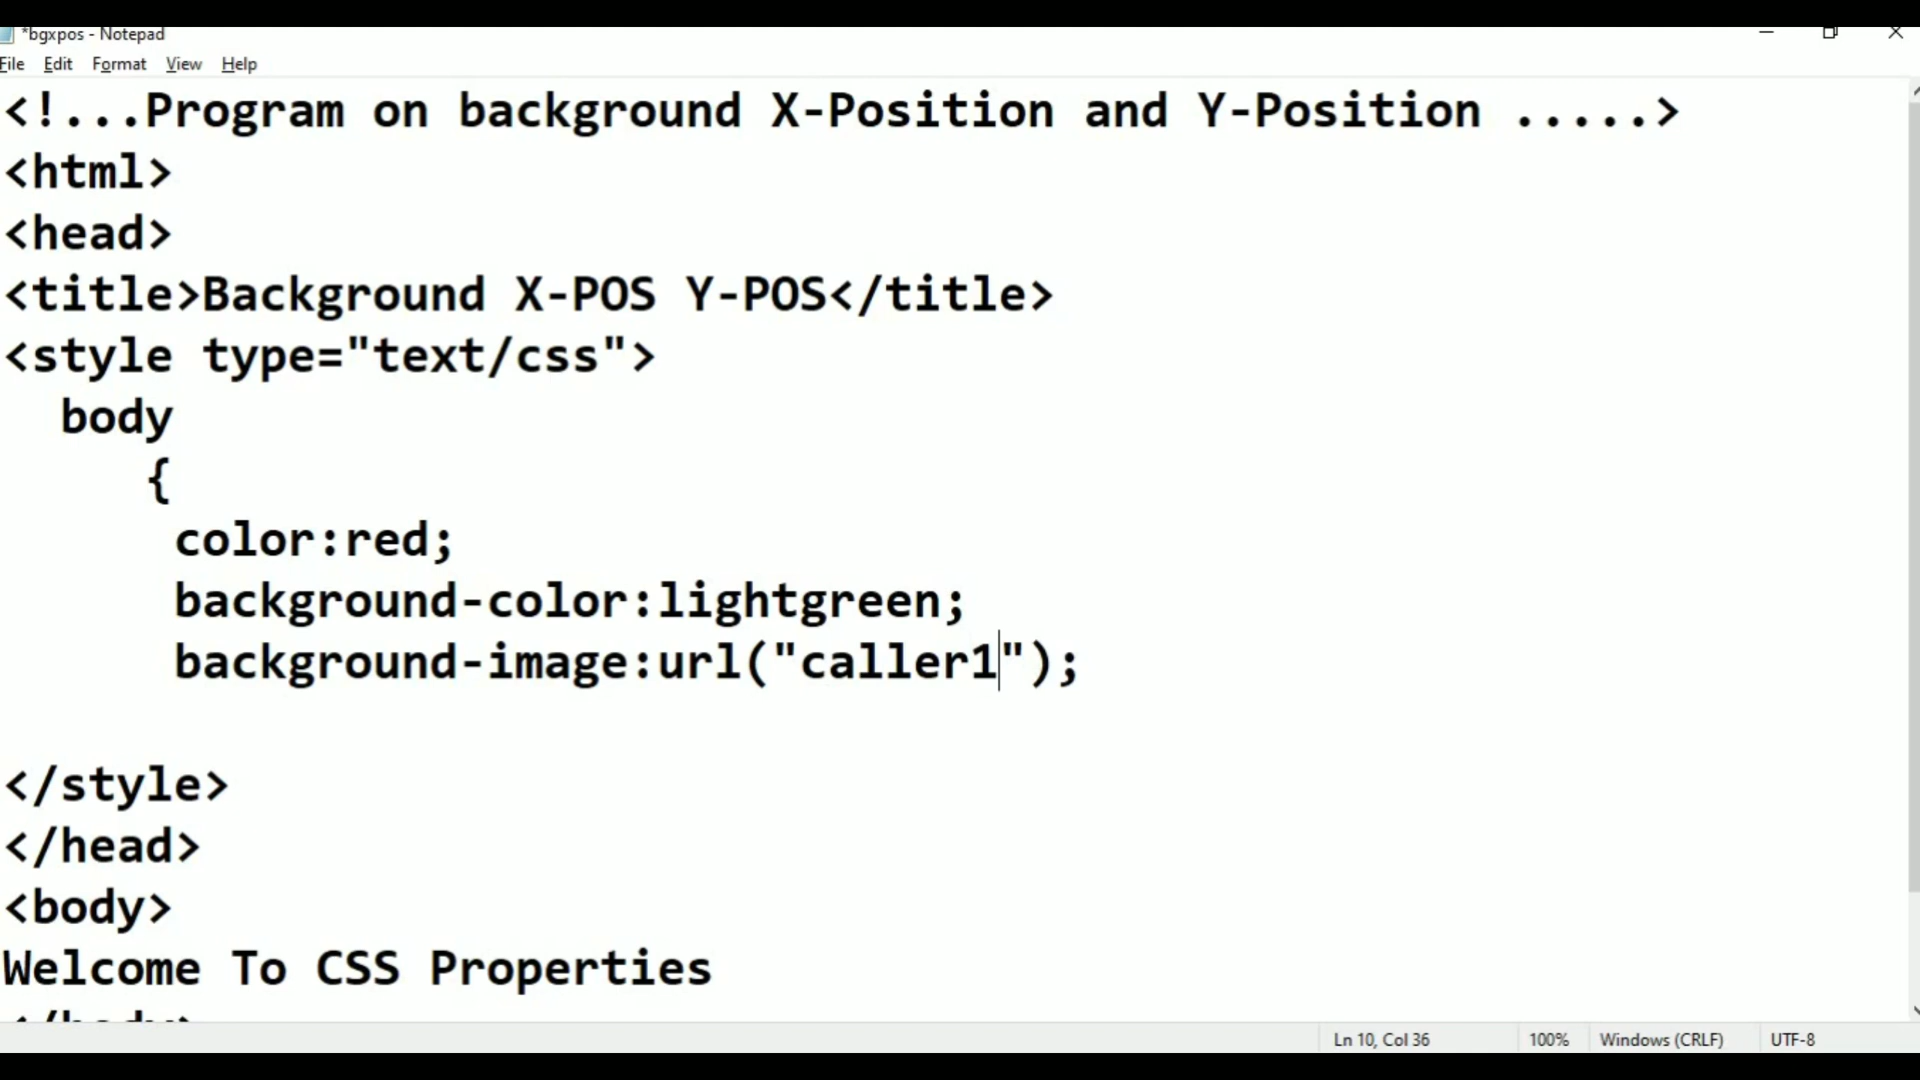 *bgxpos - Notepad
File Edit Format View Help
<!...Program on background X-Position and Y-Position .....>
<html>
<head>
<title>Background X-POS Y-POS</title>
<style type="text/css">
body
{
color:red;
background-color:lightgreen;
background-image:url("caller1");
</style>
</head>
<body>
Welcome To CSS Properties
Ln 10, Col 36 100% Windows (CRLF) UTF-8